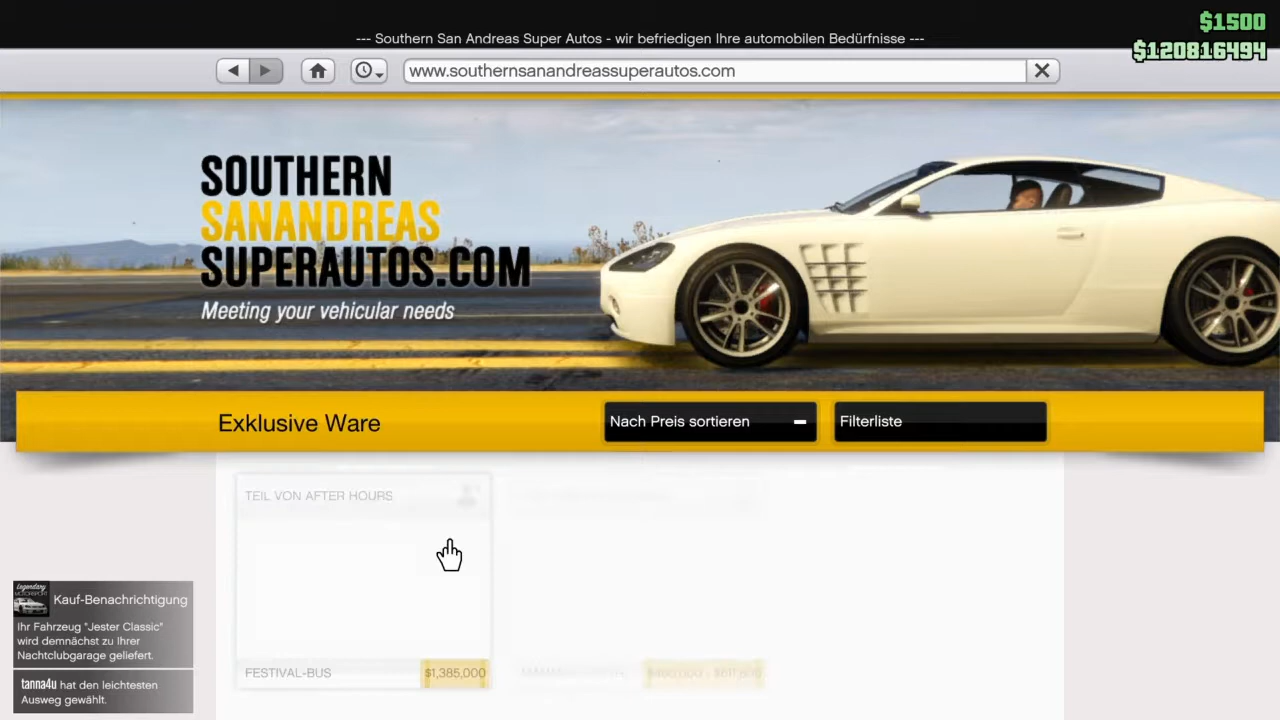 --- Southern San Andreas Super Autos - wir befriedigen Ihre automobilen Bedürfnisse ---
$1500
$120816494
www.southernsanandreassuperautos.com
SOUTHERN
SANANDREAS
SUPERAUTOS.COM
Meeting your vehicular needs
Exklusive Ware
Nach Preis sortieren
Filterliste
TEIL VON AFTER HOURS
FESTIVAL-BUS
$1,385,000
Legendary
MOTORSPORT
Kauf-Benachrichtigung
Ihr Fahrzeug "Jester Classic"
wird demnächst zu Ihrer
Nachtclubgarage geliefert.
tanna4u hat den leichtesten
Ausweg gewählt.